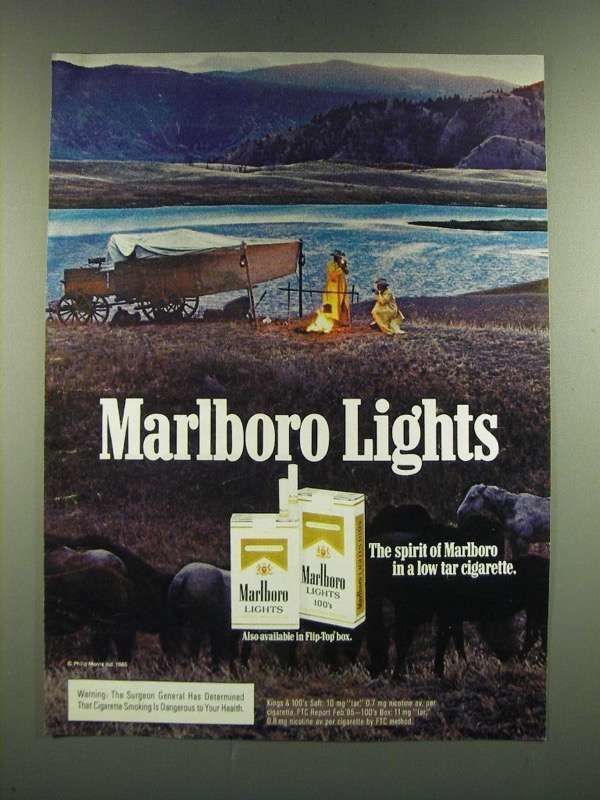 Marlboro Lights
The spirit of Marlboro
in a low tar cigarette.
Marlboro
LIGHTS
Marlboro
LIGHTS
100's
Marlboro LIGHTS 100's
Also available in Flip-Top® box.
© Philip Morris Inc. 1985
Warning: The Surgeon General Has Determined
That Cigarette Smoking Is Dangerous to Your Health.
Kings & 100's Soft: 10 mg "tar," 0.7 mg nicotine av. per
cigarette, FTC Report Feb.'85—100's Box: 11 mg "tar,"
0.8 mg nicotine av. per cigarette by FTC method.